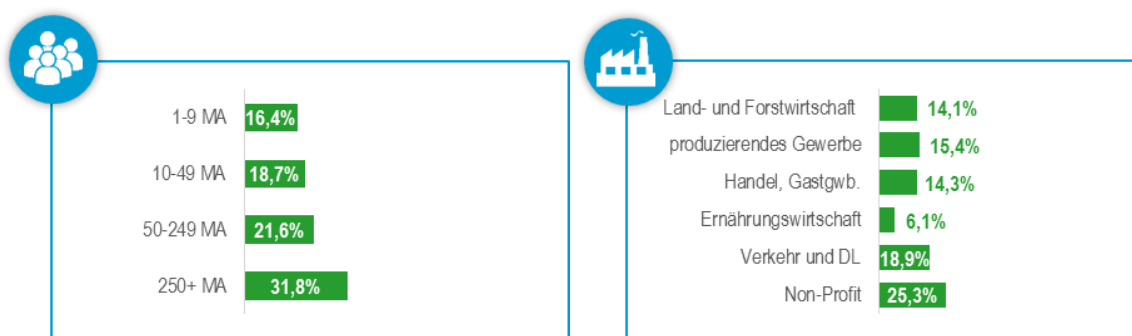 1-9 MA 16,4%
10-49 MA 18,7%
50-249 MA 21,6%
250+ MA 31,8%
Land- und Forstwirtschaft 14,1%
produzierendes Gewerbe 15,4%
Handel, Gastgwb. 14,3%
Ernährungswirtschaft 6,1%
Verkehr und DL 18,9%
Non-Profit 25,3%